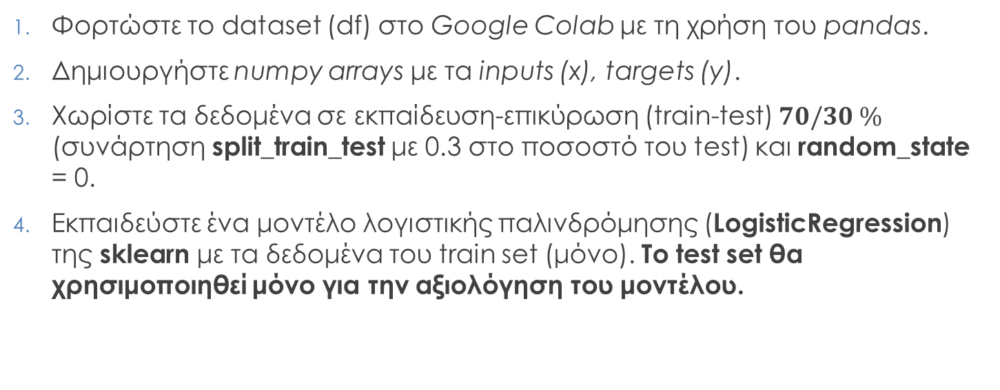 1. Φορτώστε το dataset (df) στο Google Colab με τη χρήση του pandas.
2. Δημιουργήστε numpy arrays με τα inputs (x), targets (y).
3. Χωρίστε τα δεδομένα σε εκπαίδευση-επικύρωση (train-test) 70/30 %
(συνάρτηση split_train_test με 0.3 στο ποσοστό του test) και random_state
= 0.
4. Εκπαιδεύστε ένα μοντέλο λογιστικής παλινδρόμησης (LogisticRegression)
της sklearn με τα δεδομένα του train set (μόνο). Το test set θα
χρησιμοποιηθεί μόνο για την αξιολόγηση του μοντέλου.